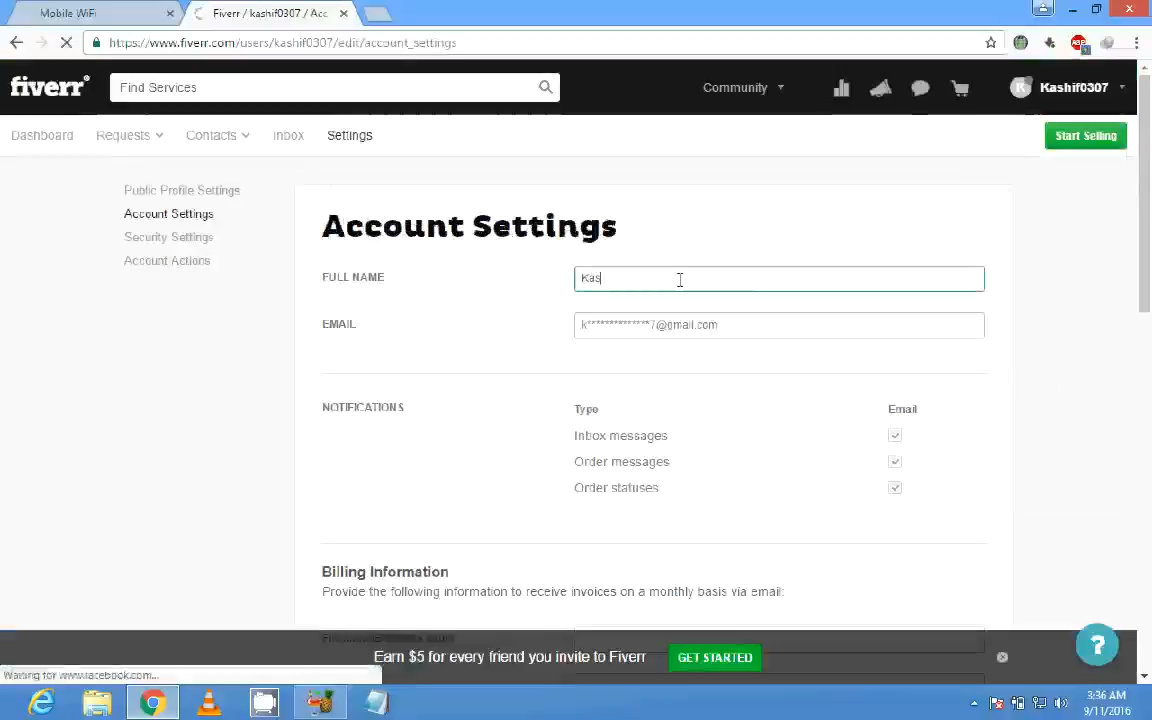 Mobile WiFi
Fiverr / kashif0307 / Acc
https://www.fiverr.com/users/kashif0307/edit/account_settings
fiverr®
Find Services
Community
K
Kashif0307
Dashboard
Requests
Contacts
Inbox
Settings
Start Selling
Public Profile Settings
Account Settings
Security Settings
Account Actions
Account Settings
FULL NAME
Kas
EMAIL
k**************7@gmail.com
NOTIFICATIONS
Type
Email
Inbox messages
Order messages
Order statuses
Billing Information
Provide the following information to receive invoices on a monthly basis via email:
Earn $5 for every friend you invite to Fiverr
GET STARTED
?
Waiting for www.facebook.com...
3:36 AM
9/11/2016